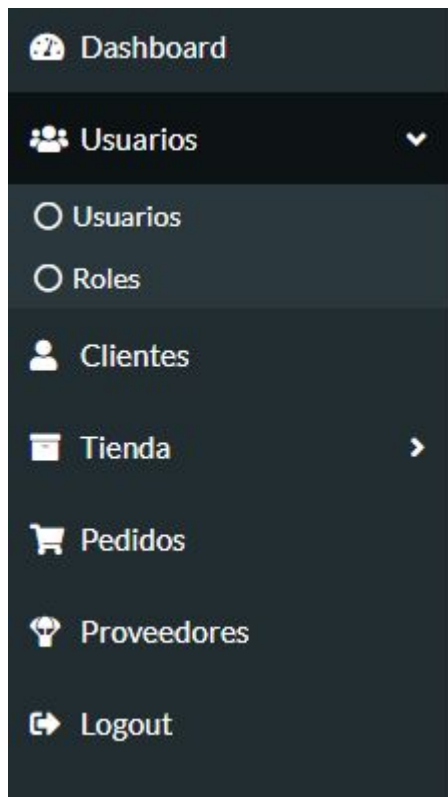 Dashboard
Usuarios
Usuarios
Roles
Clientes
Tienda
Pedidos
Proveedores
Logout